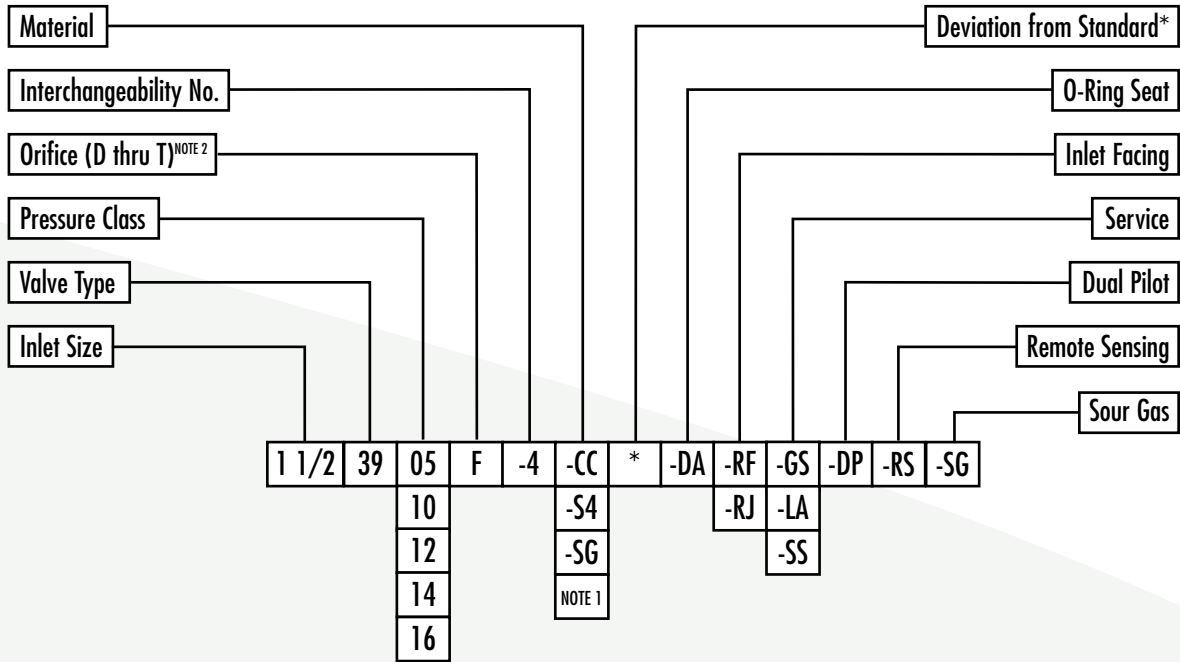 Material
Deviation from Standard*
Interchangeability No.
O-Ring Seat
Orifice (D thru T)NOTE 2
Inlet Facing
Pressure Class
Service
Valve Type
Dual Pilot
Inlet Size
Remote Sensing
Sour Gas
1 1/2 39 05 F -4 -CC * -DA -RF -GS -DP -RS -SG
10 -S4 -RJ -LA
12 -SG -SS
14 NOTE 1
16